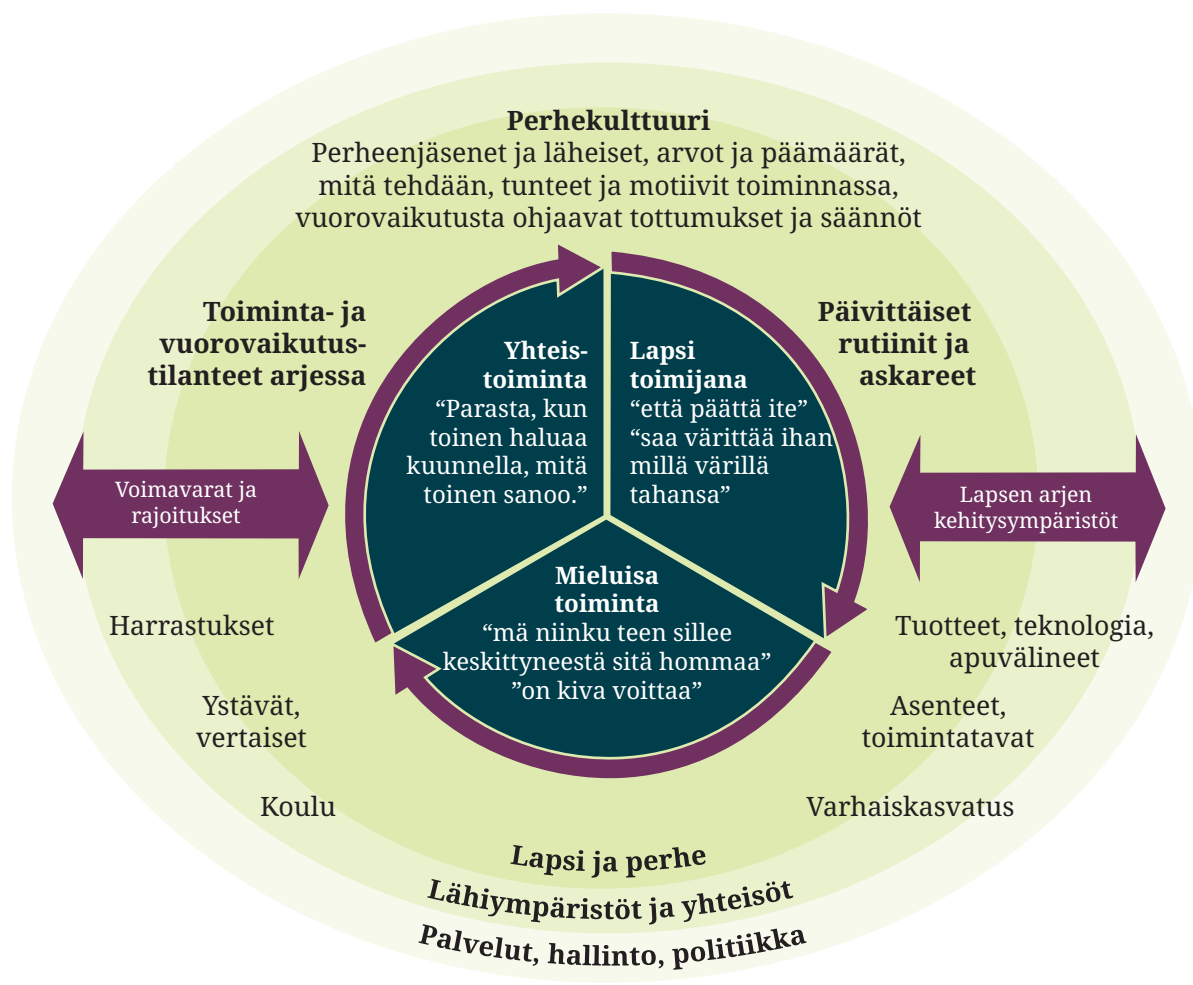 Perhekulttuuri
Perheenjäsenet ja läheiset, arvot ja päämäärät,
mitä tehdään, tunteet ja motiivit toiminnassa,
vuorovaikutusta ohjaavat tottumukset ja säännöt
Toiminta- ja
vuorovaikutus-
tilanteet arjessa
Päivittäiset
rutiinit ja
askareet
Yhteis-
toiminta
“Parasta, kun
toinen haluaa
kuunnella, mitä
toinen sanoo.”
Lapsi
toimijana
“että päättä ite”
“saa värittää ihan
millä värillä
tahansa”
Mieluisa
toiminta
“mä niinku teen sillee
keskittyneestä sitä hommaa”
”on kiva voittaa”
Voimavarat ja
rajoitukset
Lapsen arjen
kehitysympäristöt
Harrastukset
Ystävät,
vertaiset
Koulu
Tuotteet, teknologia,
apuvälineet
Asenteet,
toimintatavat
Varhaiskasvatus
Lapsi ja perhe
Lähiympäristöt ja yhteisöt
Palvelut, hallinto, politiikka